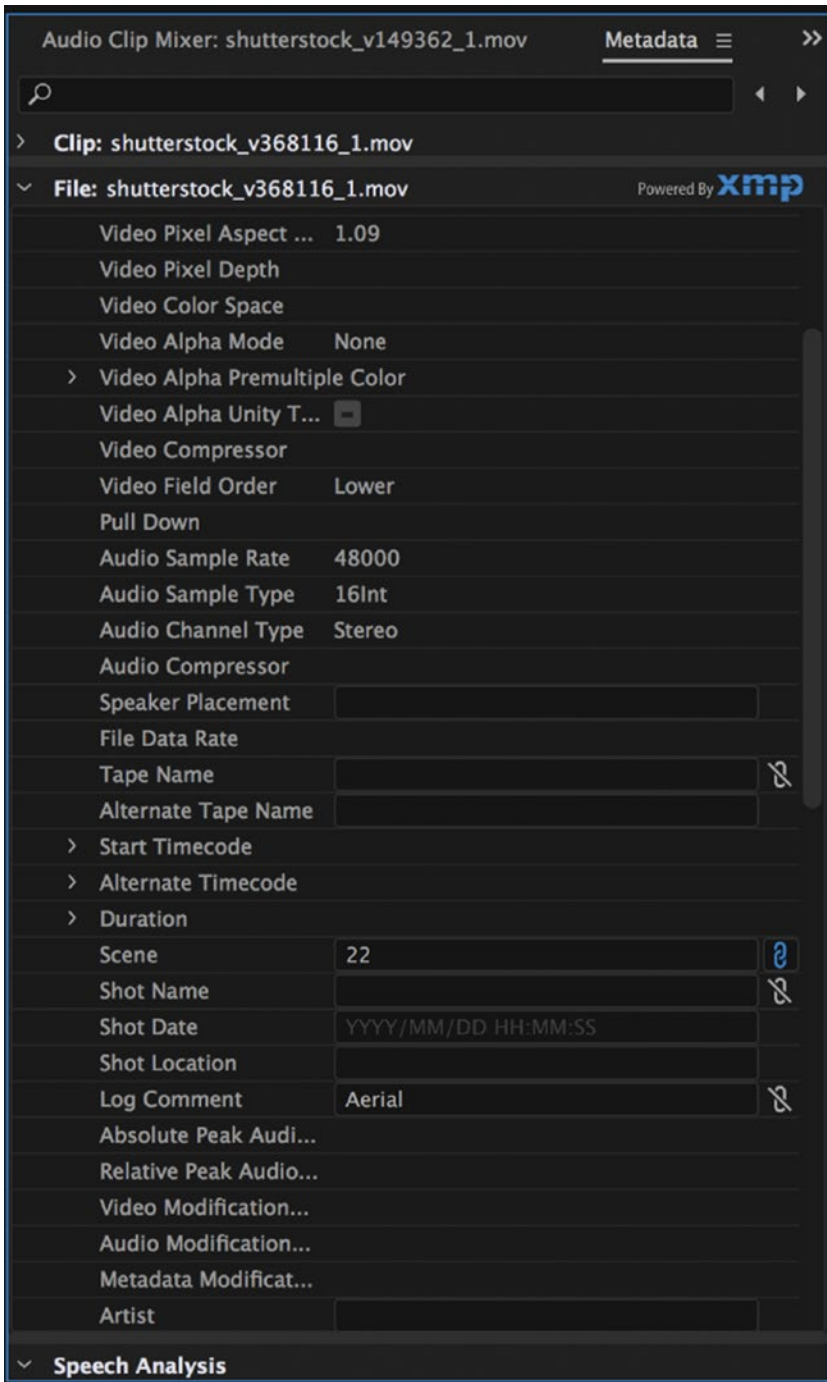 Audio Clip Mixer: shutterstock_v149362_1.mov Metadata
Clip: shutterstock_v368116_1.mov
File: shutterstock_v368116_1.mov Powered By xmp
Video Pixel Aspect ... 1.09
Video Pixel Depth
Video Color Space
Video Alpha Mode None
Video Alpha Premultiple Color
Video Alpha Unity T...
Video Compressor
Video Field Order Lower
Pull Down
Audio Sample Rate 48000
Audio Sample Type 16Int
Audio Channel Type Stereo
Audio Compressor
Speaker Placement
File Data Rate
Tape Name
Alternate Tape Name
Start Timecode
Alternate Timecode
Duration
Scene 22
Shot Name
Shot Date YYYY/MM/DD HH:MM:SS
Shot Location
Log Comment Aerial
Absolute Peak Audi...
Relative Peak Audio...
Video Modification...
Audio Modification...
Metadata Modificat...
Artist
Speech Analysis